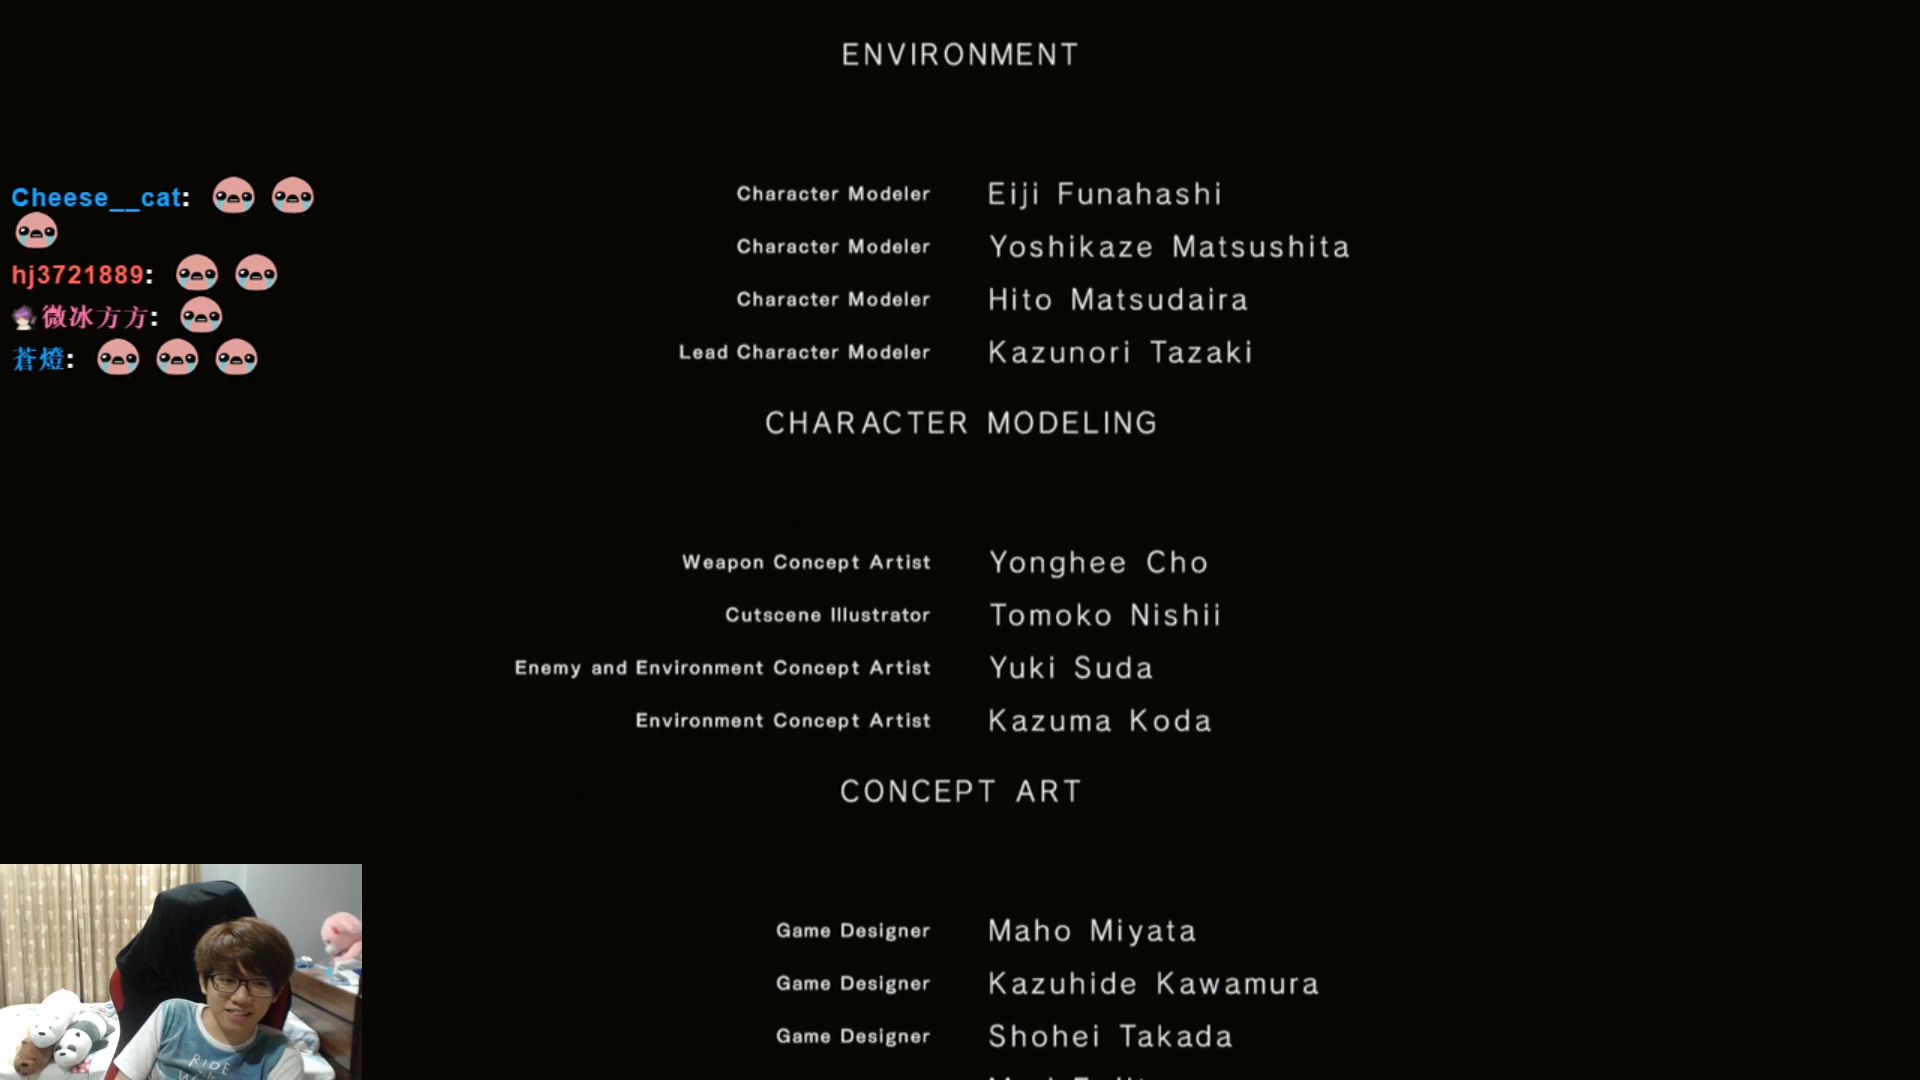 ENVIRONMENT
Cheese__cat:
hj3721889:
微冰方方:
蒼燈:
Character Modeler Eiji Funahashi
Character Modeler Yoshikaze Matsushita
Character Modeler Hito Matsudaira
Lead Character Modeler Kazunori Tazaki
CHARACTER MODELING
Weapon Concept Artist Yonghee Cho
Cutscene Illustrator Tomoko Nishii
Enemy and Environment Concept Artist Yuki Suda
Environment Concept Artist Kazuma Koda
CONCEPT ART
Game Designer Maho Miyata
Game Designer Kazuhide Kawamura
Game Designer Shohei Takada
RIDE